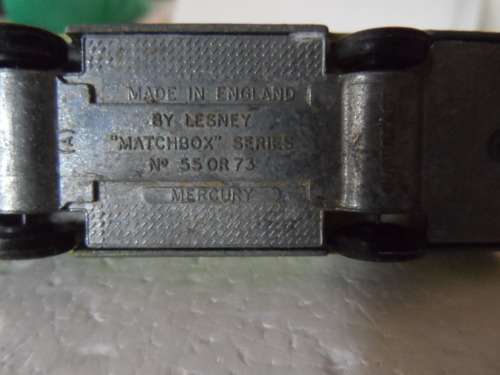 MADE IN ENGLAND
BY LESNEY
"MATCHBOX" SERIES
Nº 55 OR 73
MERCURY
(A)